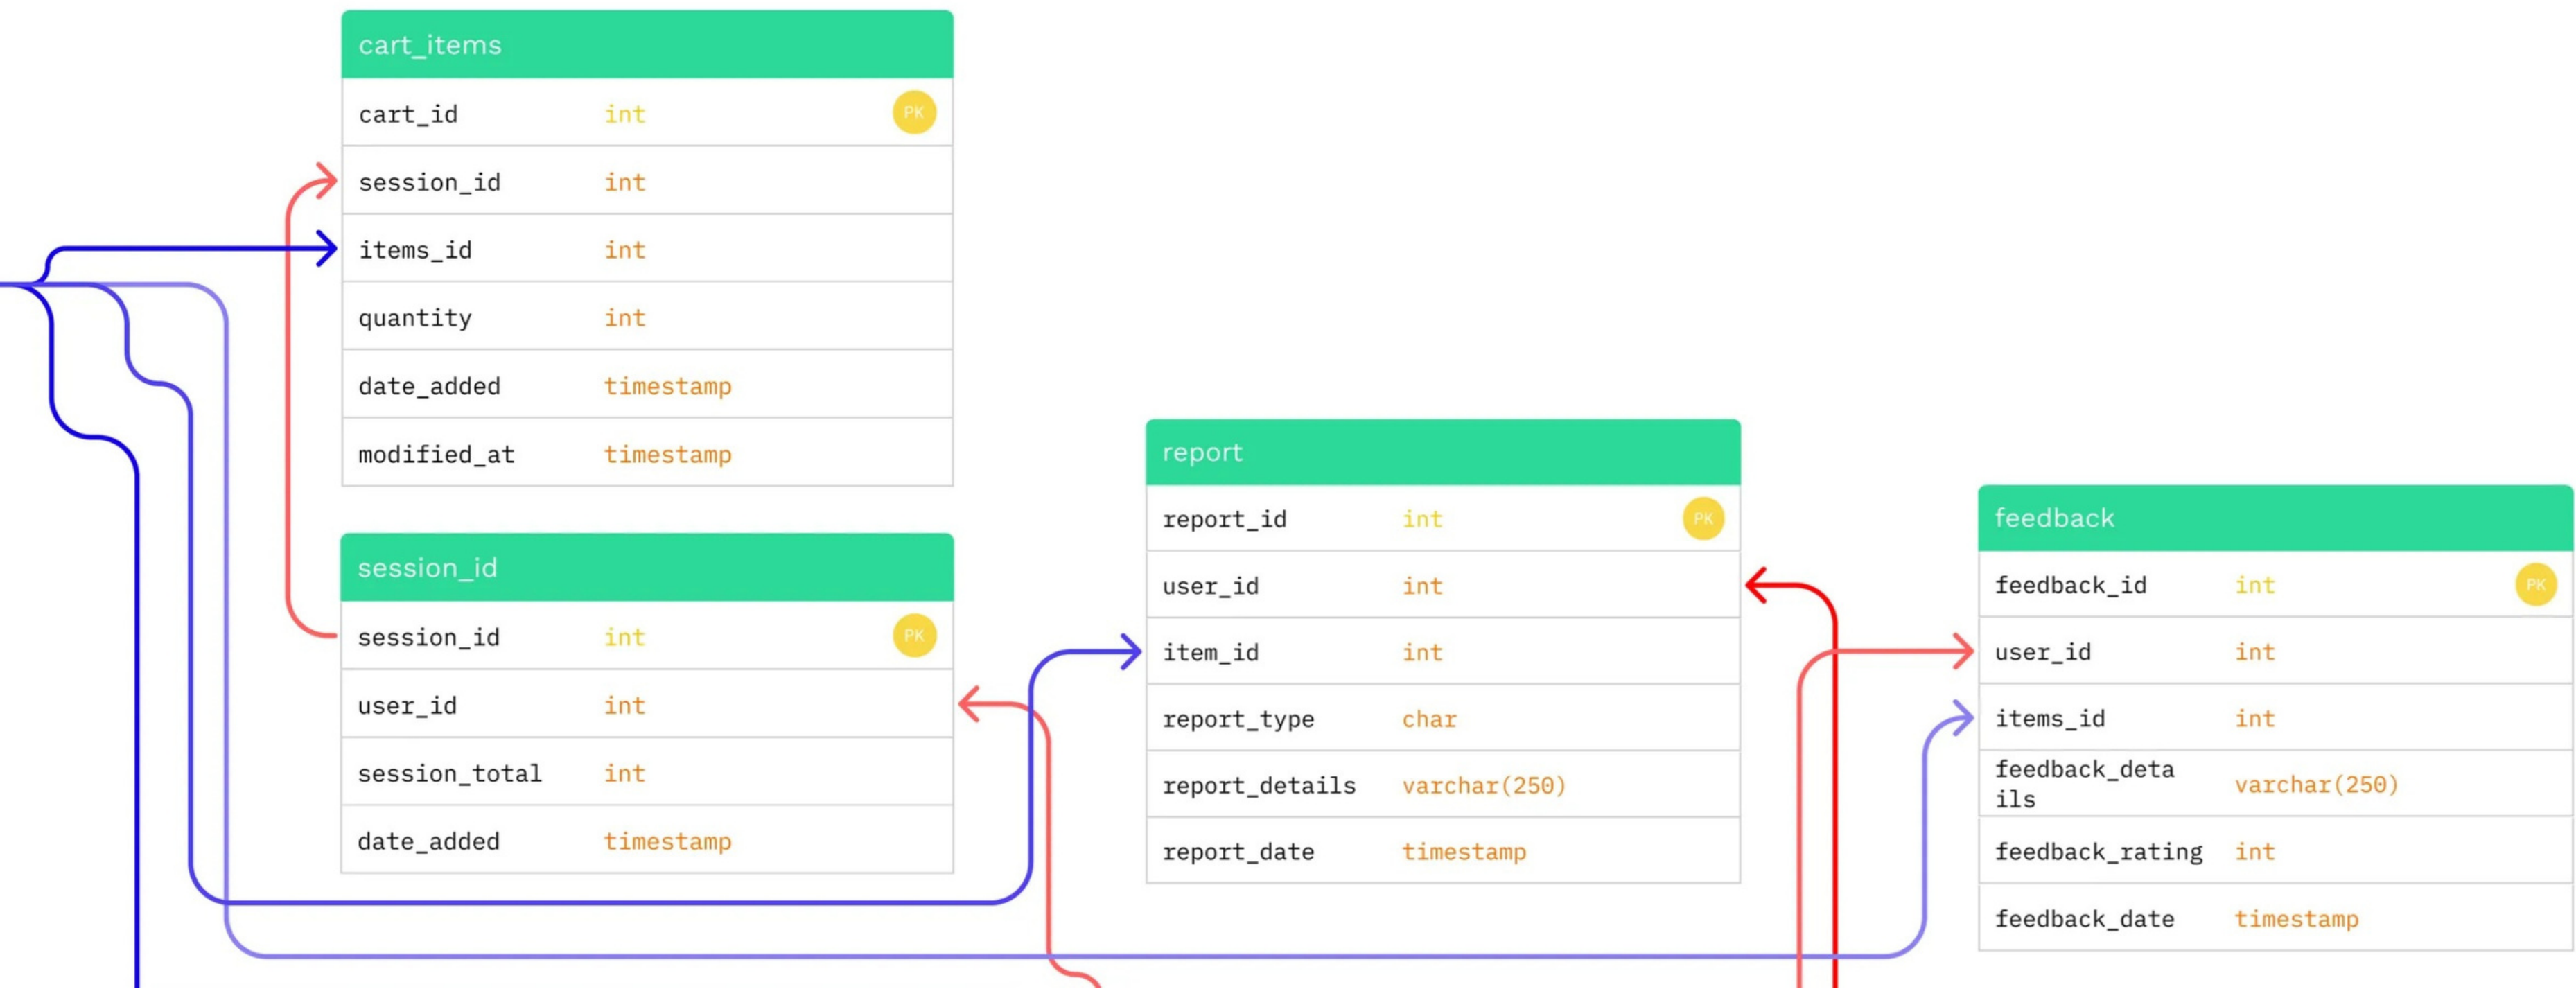 cart_items
cart_id int PK
session_id int
items_id int
quantity int
date_added timestamp
modified_at timestamp
session_id
session_id int PK
user_id int
session_total int
date_added timestamp
report
report_id int PK
user_id int
item_id int
report_type char
report_details varchar(250)
report_date timestamp
feedback
feedback_id int PK
user_id int
items_id int
feedback_deta
ils varchar(250)
feedback_rating int
feedback_date timestamp